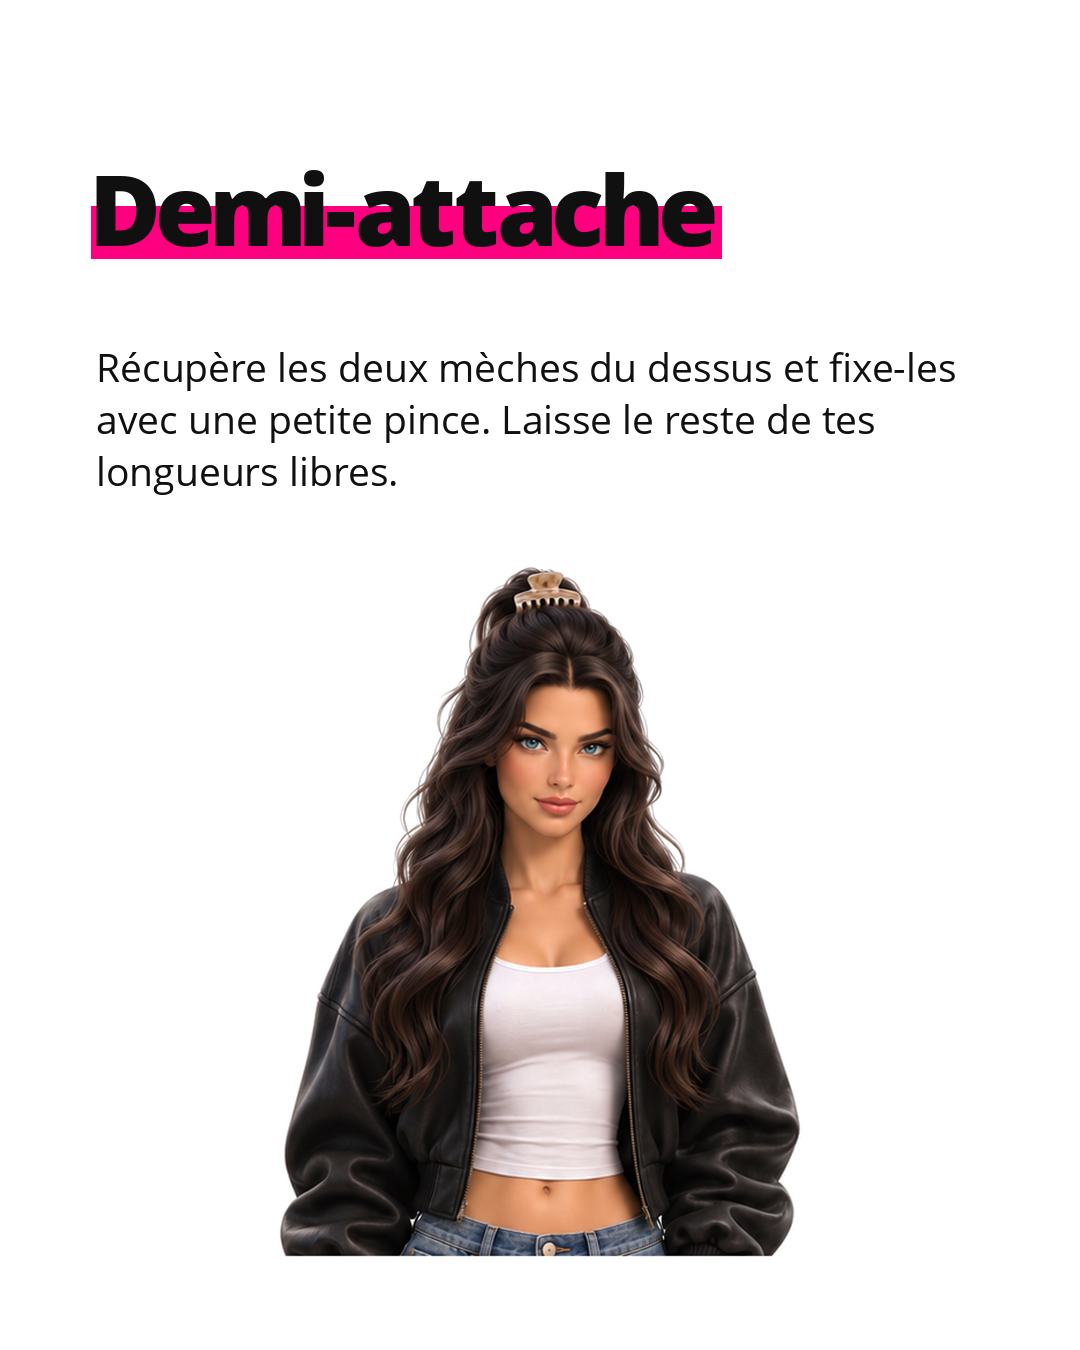 Demi-attache
Récupère les deux mèches du dessus et fixe-les
avec une petite pince. Laisse le reste de tes
longueurs libres.